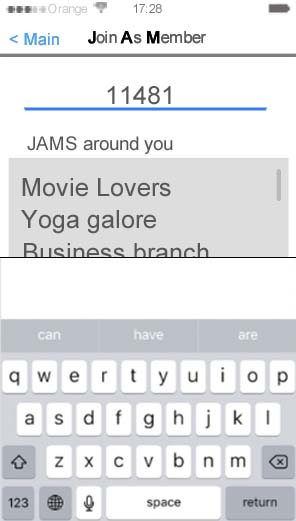 Orange 17:28
< Main Join As Member
11481
JAMS around you
Movie Lovers
Yoga galore
Business branch
can have are
q w e r t y u i o p
a s d f g h j k l
z x c v b n m
123 space return